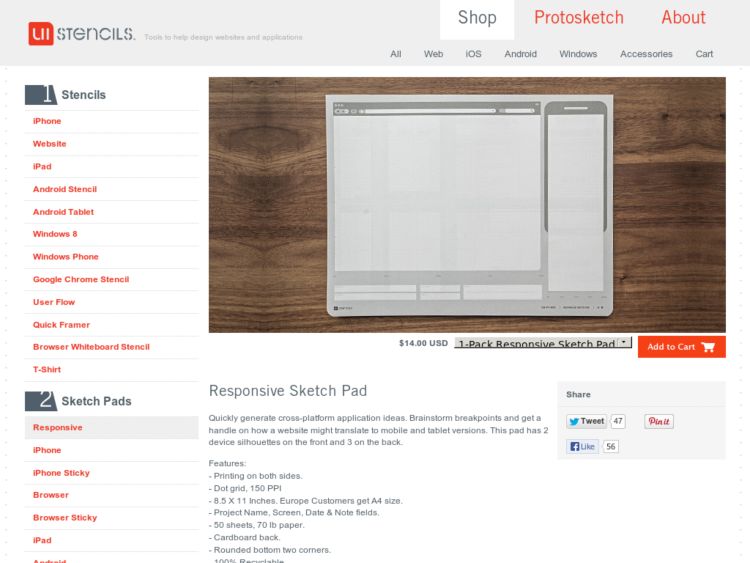 UI STENCILS
Tools to help design websites and applications
Shop
Protosketch
About
All
Web
iOS
Android
Windows
Accessories
Cart
1 Stencils
iPhone
Website
iPad
Android Stencil
Android Tablet
Windows 8
Windows Phone
Google Chrome Stencil
User Flow
Quick Framer
Browser Whiteboard Stencil
T-Shirt
2 Sketch Pads
Responsive
iPhone
iPhone Sticky
Browser
Browser Sticky
iPad
Android
$14.00 USD
1-Pack Responsive Sketch Pad
Add to Cart
Responsive Sketch Pad
Quickly generate cross-platform application ideas. Brainstorm breakpoints and get a
handle on how a website might translate to mobile and tablet versions. This pad has 2
device silhouettes on the front and 3 on the back.
Features:
- Printing on both sides.
- Dot grid, 150 PPI
- 8.5 X 11 Inches. Europe Customers get A4 size.
- Project Name, Screen, Date & Note fields.
- 50 sheets, 70 lb paper.
- Cardboard back.
- Rounded bottom two corners.
- 100% Recyclable
Share
Tweet 47
Pin it
Like 56